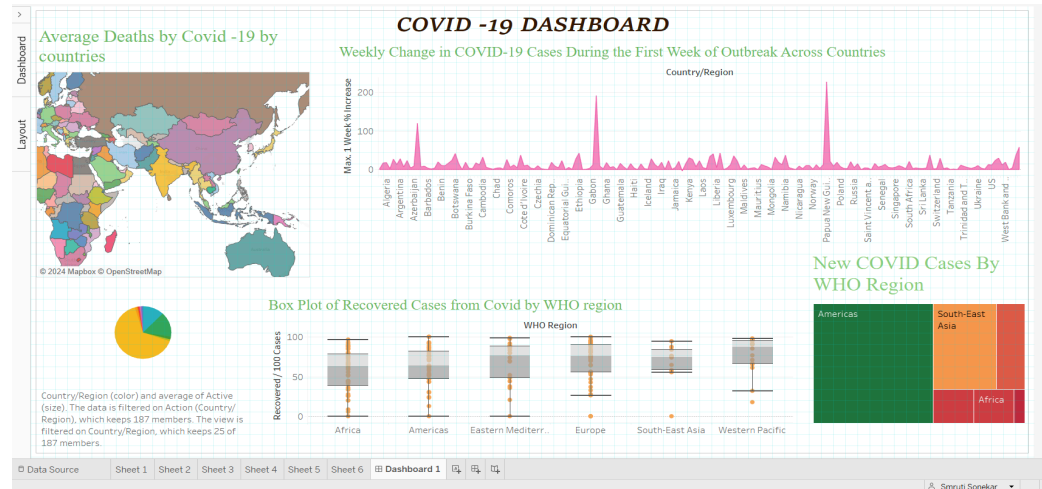 COVID -19 DASHBOARD
Dashboard
Layout
Average Deaths by Covid -19 by
countries
© 2024 Mapbox © OpenStreetMap
Weekly Change in COVID-19 Cases During the First Week of Outbreak Across Countries
Country/Region
Max. 1 Week % Increase
200
100
0
Algeria
Argentina
Azerbaijan
Barbados
Benin
Botswana
Burkina Faso
Cambodia
Chad
Comoros
Cote d'Ivoire
Czechia
Dominican Rep.
Equatorial Gui.
Ethiopia
Gabon
Ghana
Guatemala
Haiti
Iceland
Iraq
Jamaica
Kenya
Laos
Liberia
Luxembourg
Maldives
Mauritius
Mongolia
Namibia
Nicaragua
Norway
Papua New Gui.
Poland
Russia
Saint Vincent a..
Senegal
Singapore
South Africa
Sri Lanka
Switzerland
Tanzania
Trinidad and T.
Ukraine
US
West Bank and ..
Country/Region (color) and average of Active
(size). The data is filtered on Action (Country/
Region), which keeps 187 members. The view is
filtered on Country/Region, which keeps 25 of
187 members.
Box Plot of Recovered Cases from Covid by WHO region
WHO Region
Recovered / 100 Cases
100
50
0
Africa
Americas
Eastern Mediterr..
Europe
South-East Asia
Western Pacific
New COVID Cases By
WHO Region
Americas
South-East
Asia
Africa
Data Source
Sheet 1
Sheet 2
Sheet 3
Sheet 4
Sheet 5
Sheet 6
Dashboard 1
Smruti Sonekar